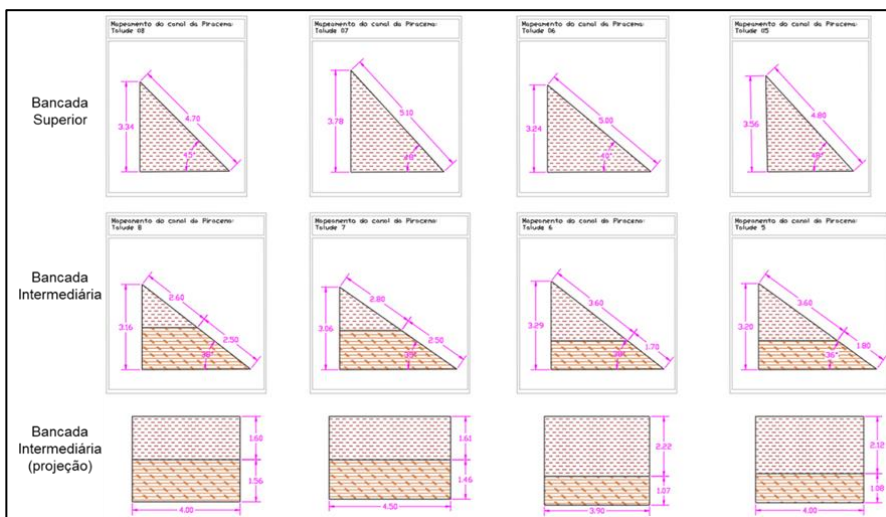 Mapeamento do canal da Piracema:
Talude 08
Mapeamento do canal da Piracema:
Talude 07
Mapeamento do canal da Piracema:
Talude 06
Mapeamento do canal da Piracema:
Talude 05
Bancada
Superior
3.34
4.70
45°
3.78
5.10
48°
3.24
5.00
3.56
4.80
48°
Mapeamento do canal da Piracema:
Talude 8
Mapeamento do canal da Piracema:
Talude 7
Mapeamento do canal da Piracema:
Talude 6
Mapeamento do canal da Piracema:
Talude 5
Bancada
Intermediária
3.16
2.60
2.50
38°
3.06
2.80
2.50
35°
3.29
3.60
1.70
3.20
3.60
1.80
36°
Bancada
Intermediária
(projeção)
1.60
1.56
4.00
1.61
1.46
4.50
2.22
1.07
3.90
2.12
1.08
4.00